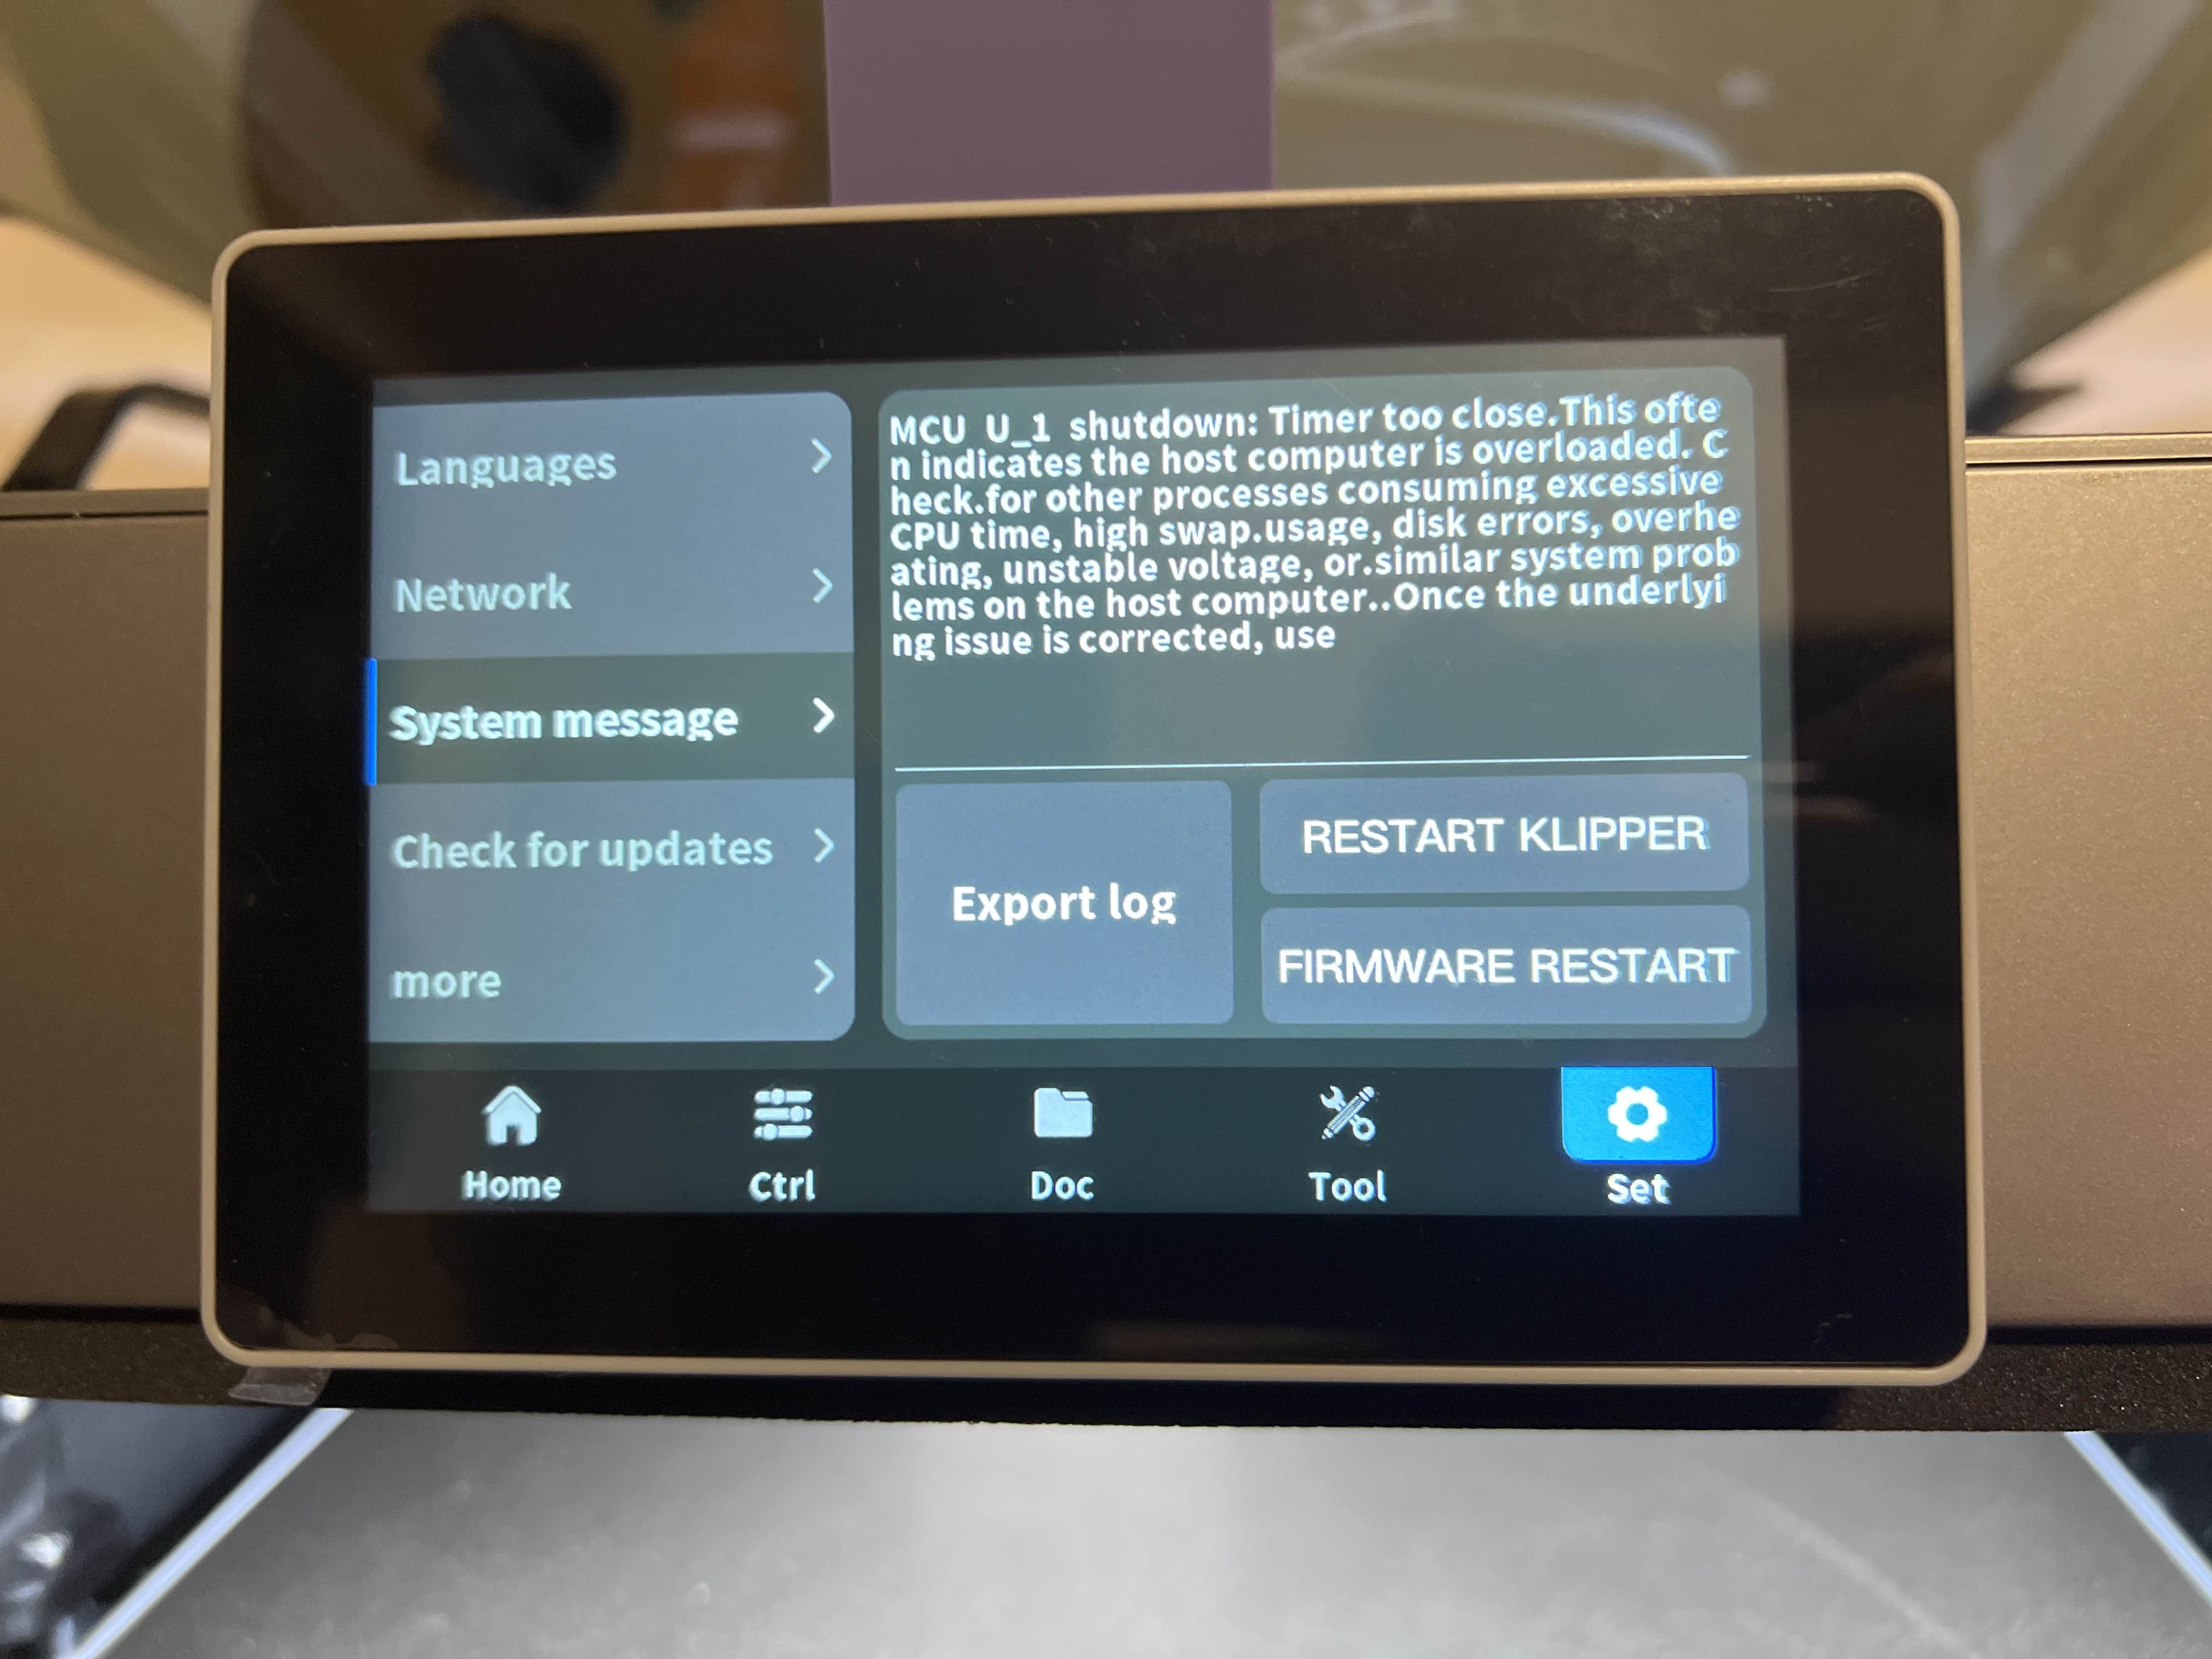 Languages
Network
System message
Check for updates
more
MCU U_1 shutdown: Timer too close.This ofte
n indicates the host computer is overloaded. C
heck.for other processes consuming excessive
CPU time, high swap.usage, disk errors, overhe
ating, unstable voltage, or.similar system prob
lems on the host computer..Once the underlyi
ng issue is corrected, use
Export log
RESTART KLIPPER
FIRMWARE RESTART
Home
Ctrl
Doc
Tool
Set